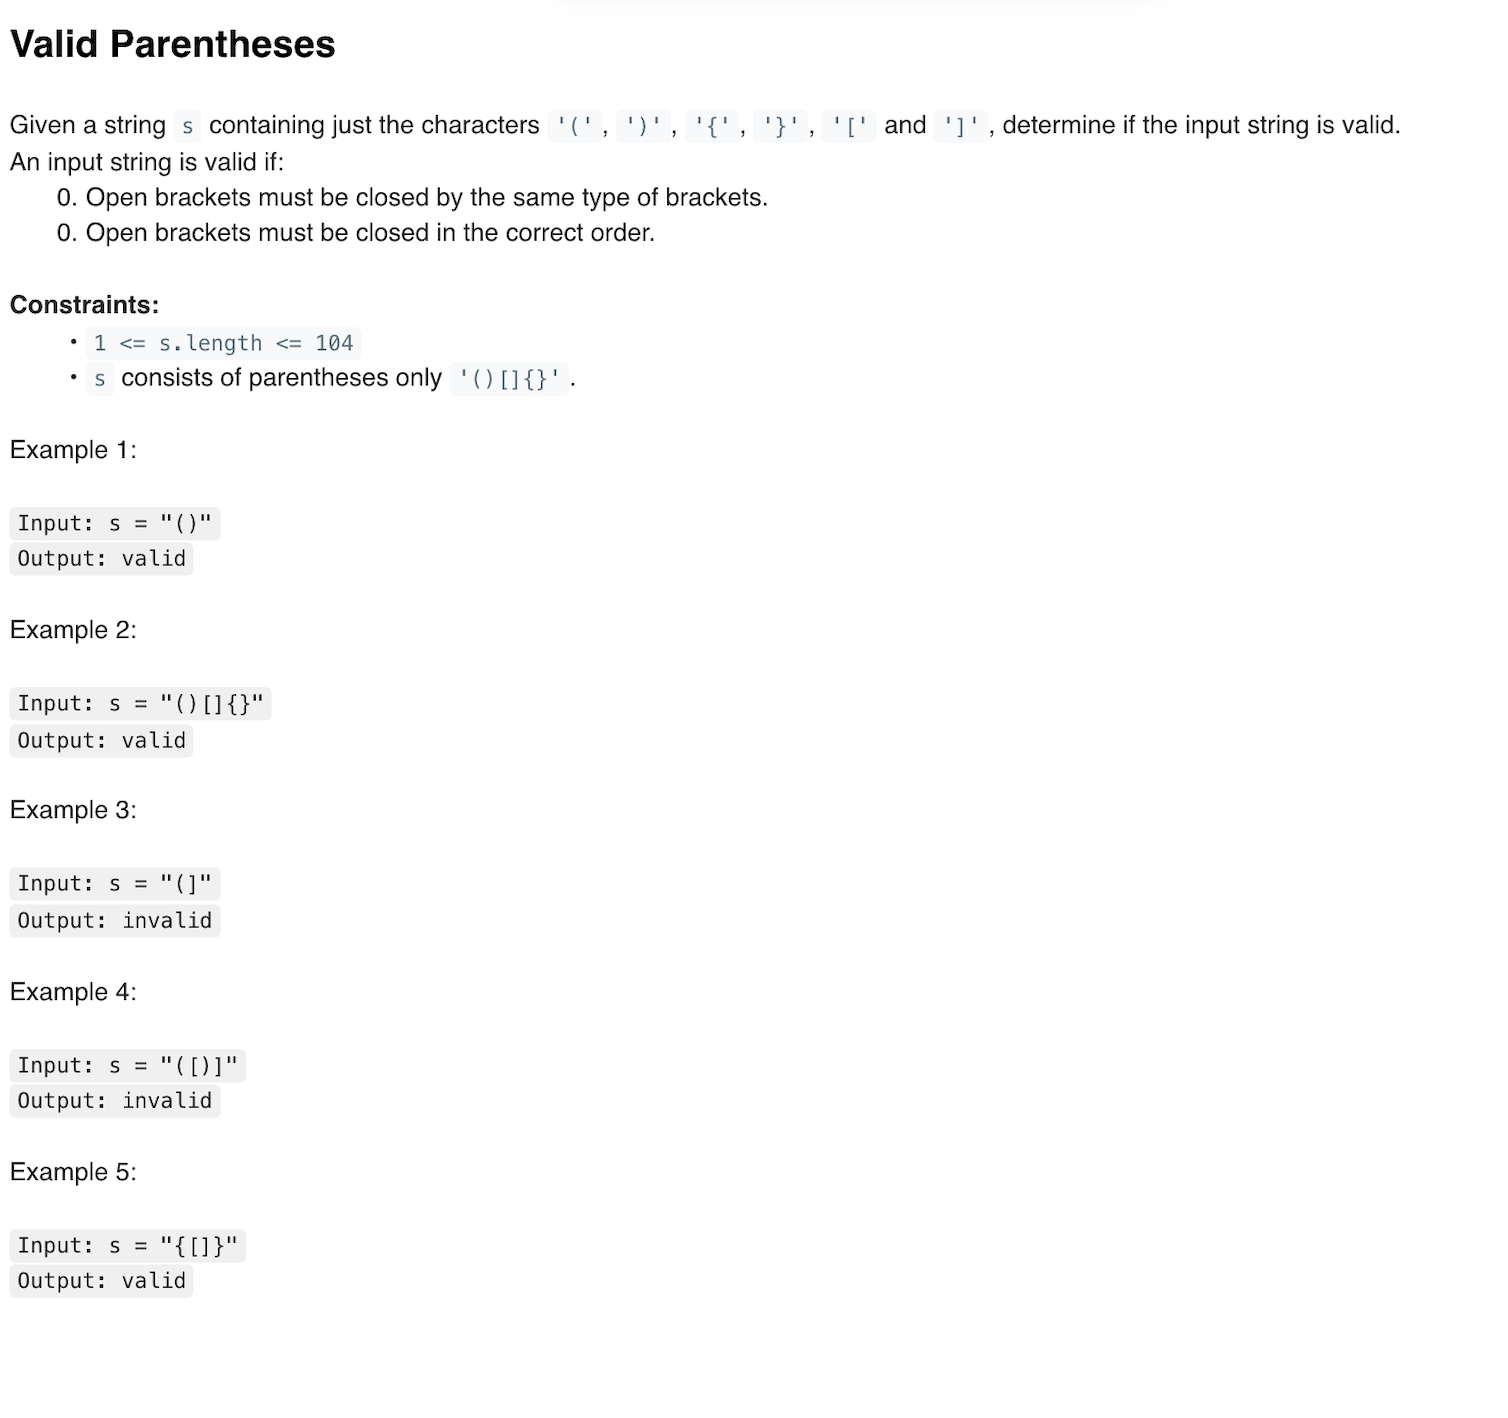 Valid Parentheses
Given a string s containing just the characters '(', ')', '{', '}', '[' and ']', determine if the input string is valid.
An input string is valid if:
0. Open brackets must be closed by the same type of brackets.
0. Open brackets must be closed in the correct order.
Constraints:
• 1 <= s.length <= 104
• s consists of parentheses only '()[]{}'.
Example 1:
Input: s = "()"
Output: valid
Example 2:
Input: s = "()[]{}"
Output: valid
Example 3:
Input: s = "(]"
Output: invalid
Example 4:
Input: s = "([)]"
Output: invalid
Example 5:
Input: s = "{[]}"
Output: valid